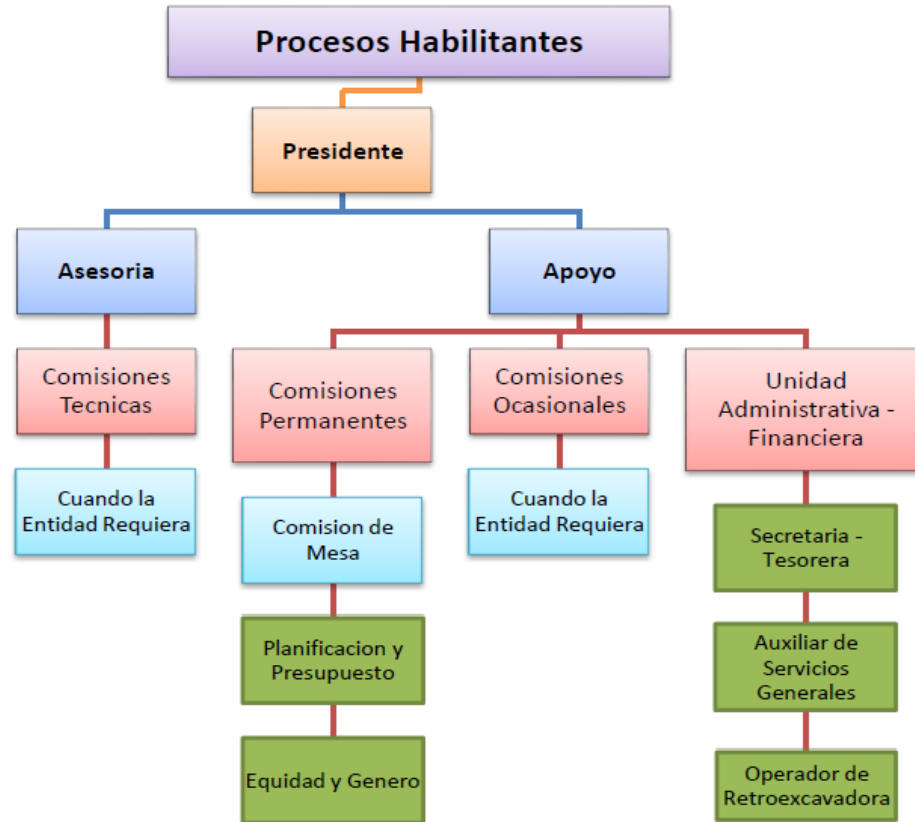 Procesos Habilitantes
Presidente
Asesoria
Apoyo
Comisiones
Tecnicas
Comisiones
Permanentes
Comisiones
Ocasionales
Unidad
Administrativa -
Financiera
Cuando la
Entidad Requiera
Comision de
Mesa
Cuando la
Entidad Requiera
Secretaria -
Tesorera
Planificacion y
Presupuesto
Auxiliar de
Servicios
Generales
Equidad y Genero
Operador de
Retroexcavadora